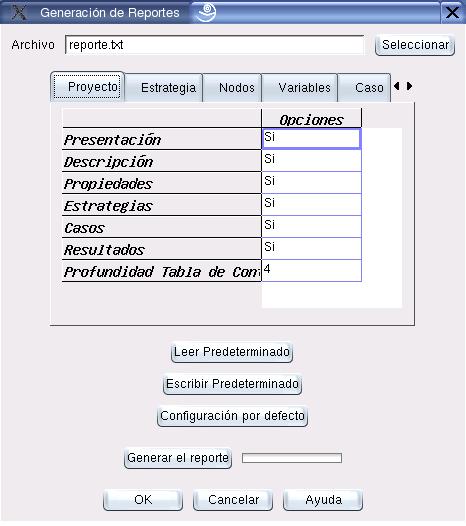 Generación de Reportes
Archivo reporte.txt Seleccionar
Proyecto Estrategia Nodos Variables Caso
Opciones
Presentación Si
Descripción Si
Propiedades Si
Estrategias Si
Casos Si
Resultados Si
Profundidad Tabla de Con 4
Leer Predeterminado
Escribir Predeterminado
Configuración por defecto
Generar el reporte
OK Cancelar Ayuda